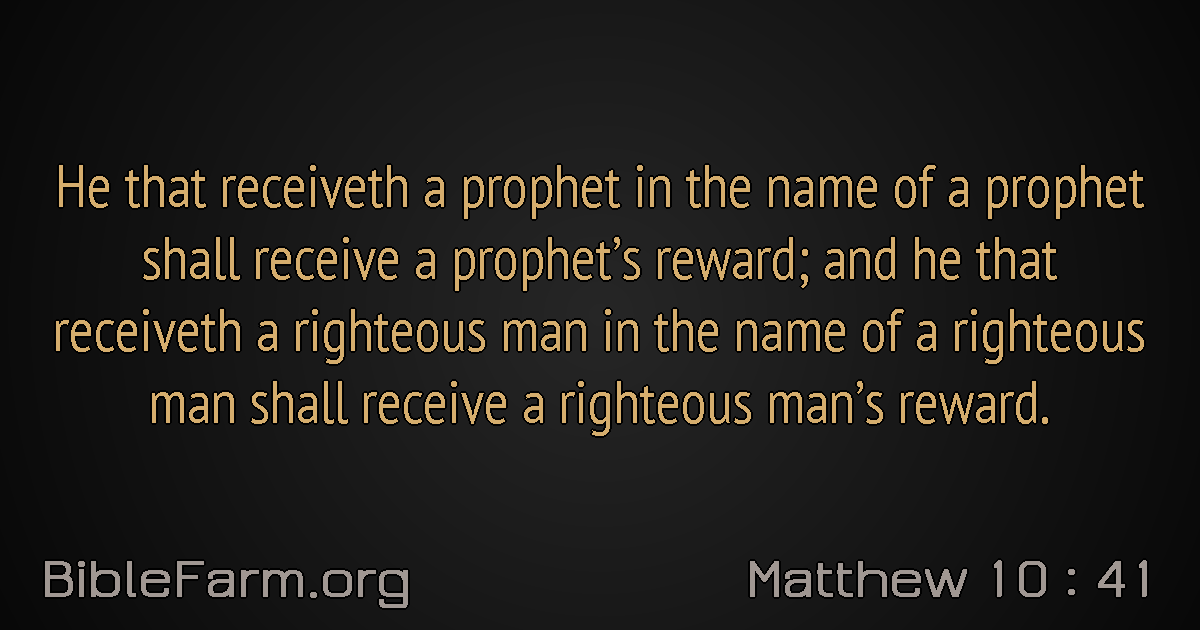 He that receiveth a prophet in the name of a prophet
shall receive a prophet’s reward; and he that
receiveth a righteous man in the name of a righteous
man shall receive a righteous man’s reward.
BibleFarm.org
Matthew 10 : 41